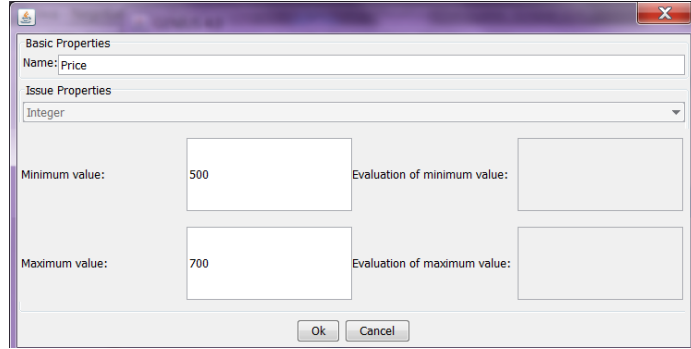 Basic Properties
Name: Price
Issue Properties
Integer
Minimum value: 500 Evaluation of minimum value:
Maximum value: 700 Evaluation of maximum value:
Ok Cancel